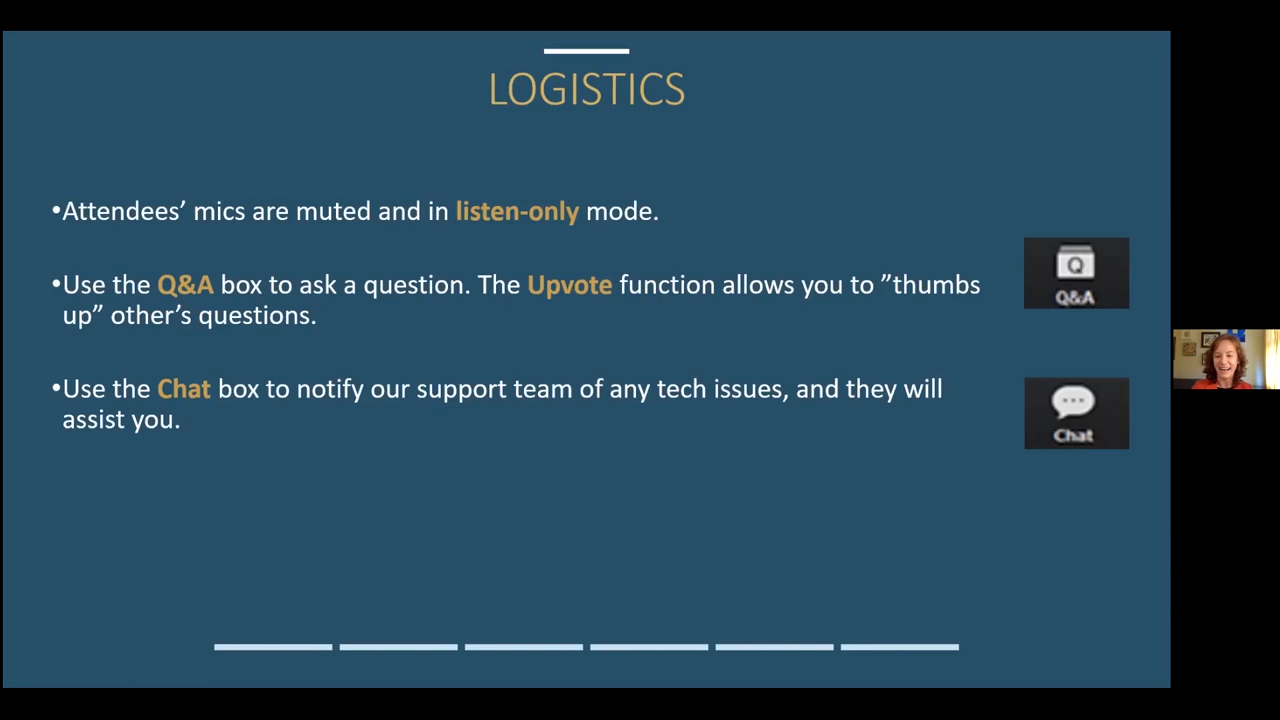 LOGISTICS
•Attendees’ mics are muted and in listen-only mode.
•Use the Q&A box to ask a question. The Upvote function allows you to ”thumbs
up” other’s questions.
Q
Q&A
•Use the Chat box to notify our support team of any tech issues, and they will
assist you.
Chat